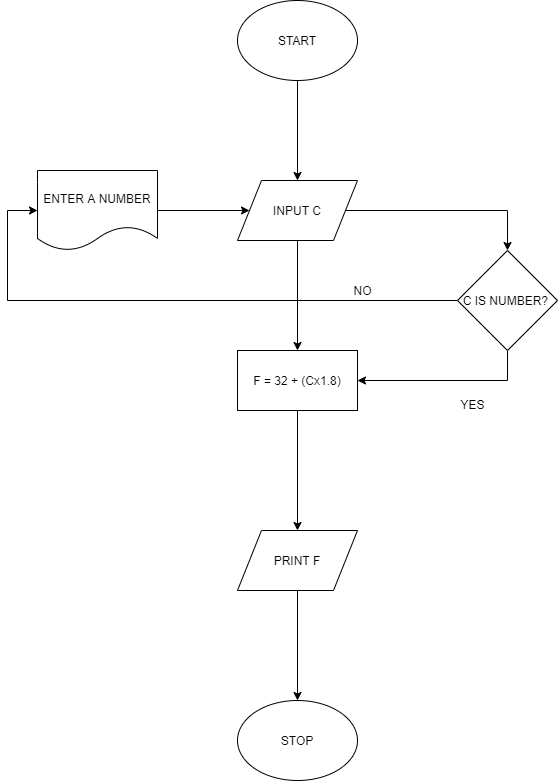 START
ENTER A NUMBER
INPUT C
NO
C IS NUMBER?
F = 32 + (Cx1.8)
YES
PRINT F
STOP